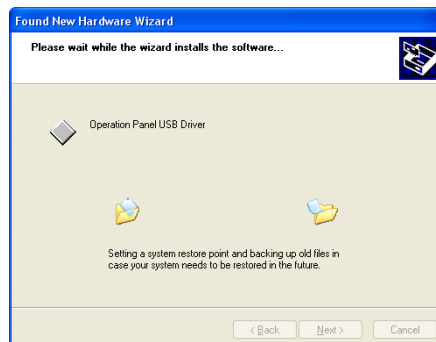 Found New Hardware Wizard
Please wait while the wizard installs the software...
Operation Panel USB Driver
Setting a system restore point and backing up old files in
case your system needs to be restored in the future.
< Back
Next >
Cancel